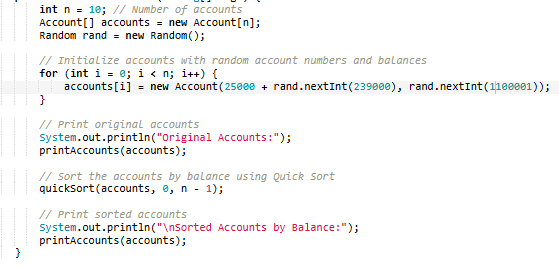 int n = 10; // Number of accounts
Account[] accounts = new Account[n];
Random rand = new Random();
// Initialize accounts with random account numbers and balances
for (int i = 0; i < n; i++) {
accounts[i] = new Account(25000 + rand.nextInt(239000), rand.nextInt(1100001));
}
// Print original accounts
System.out.println("Original Accounts:");
printAccounts(accounts);
// Sort the accounts by balance using Quick Sort
quickSort(accounts, 0, n - 1);
// Print sorted accounts
System.out.println("\nSorted Accounts by Balance:");
printAccounts(accounts);
}